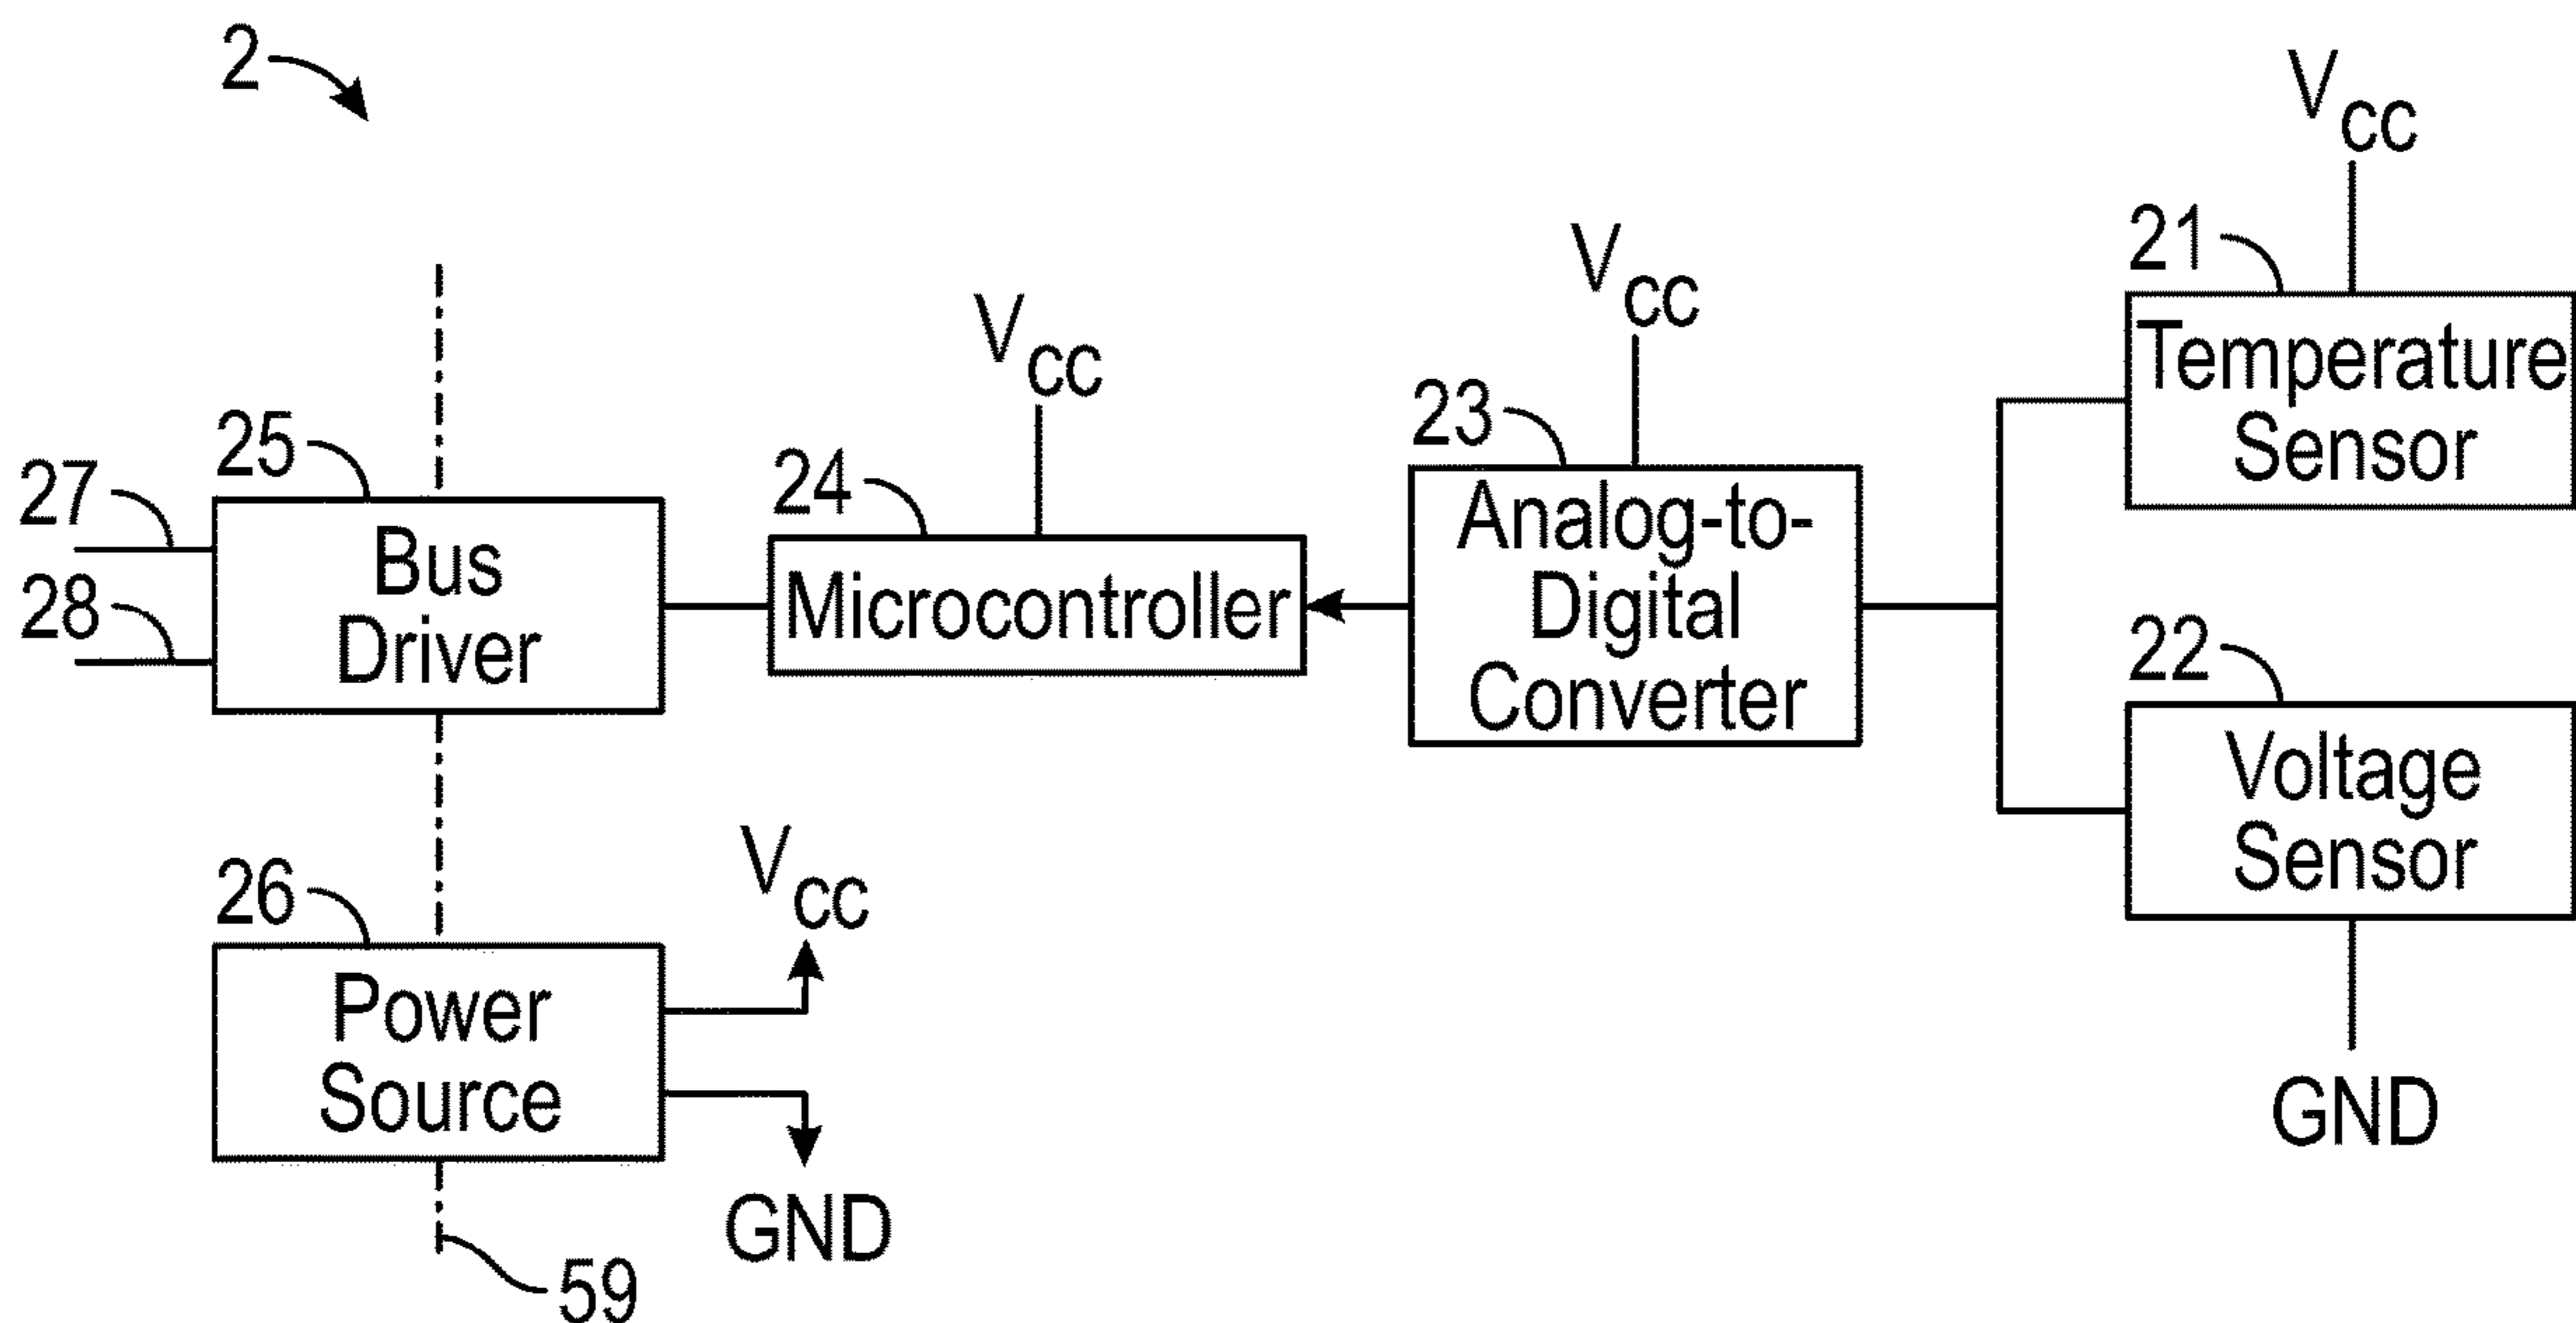 2
VCC
21
Temperature
Sensor
VCC
23
Analog-to-
Digital
Converter
VCC
24
Microcontroller
25
27
28
Bus
Driver
22
Voltage
Sensor
GND
26
Power
Source
VCC
GND
59